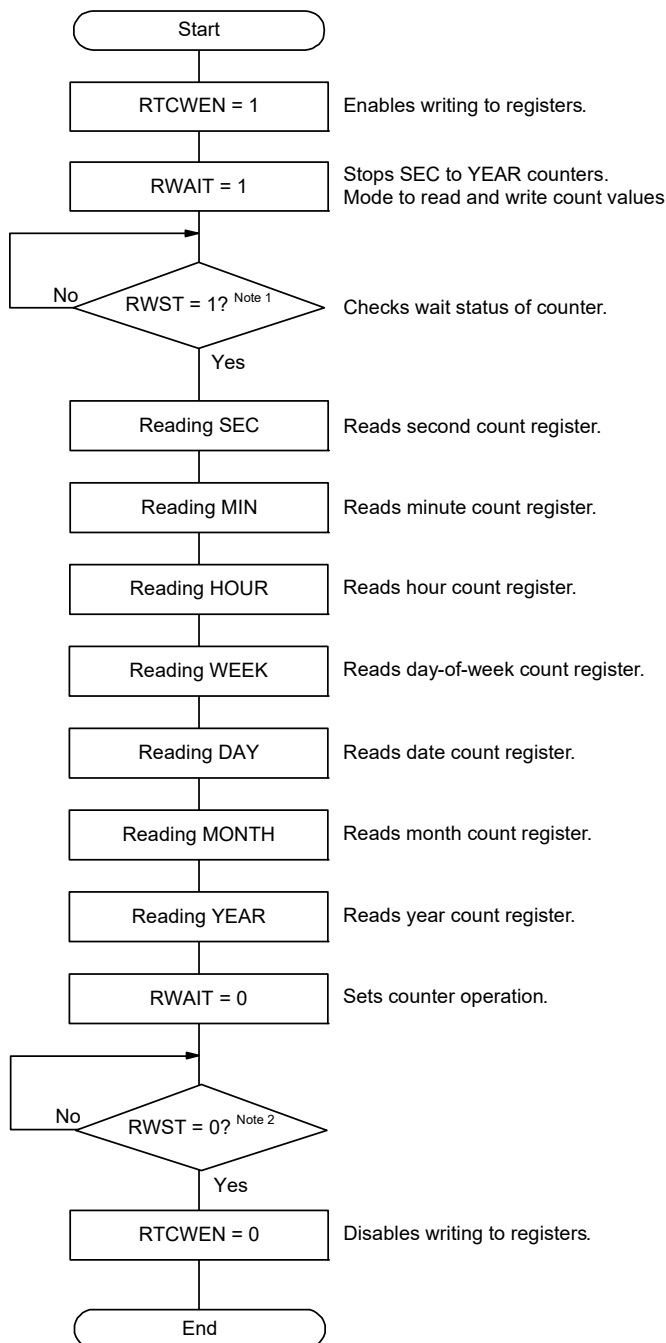 Start
RTCWEN = 1
Enables writing to registers.
RWAIT = 1
Stops SEC to YEAR counters.
Mode to read and write count values
No
RWST = 1? Note 1
Checks wait status of counter.
Yes
Reading SEC
Reads second count register.
Reading MIN
Reads minute count register.
Reading HOUR
Reads hour count register.
Reading WEEK
Reads day-of-week count register.
Reading DAY
Reads date count register.
Reading MONTH
Reads month count register.
Reading YEAR
Reads year count register.
RWAIT = 0
Sets counter operation.
No
RWST = 0? Note 2
Yes
RTCWEN = 0
Disables writing to registers.
End